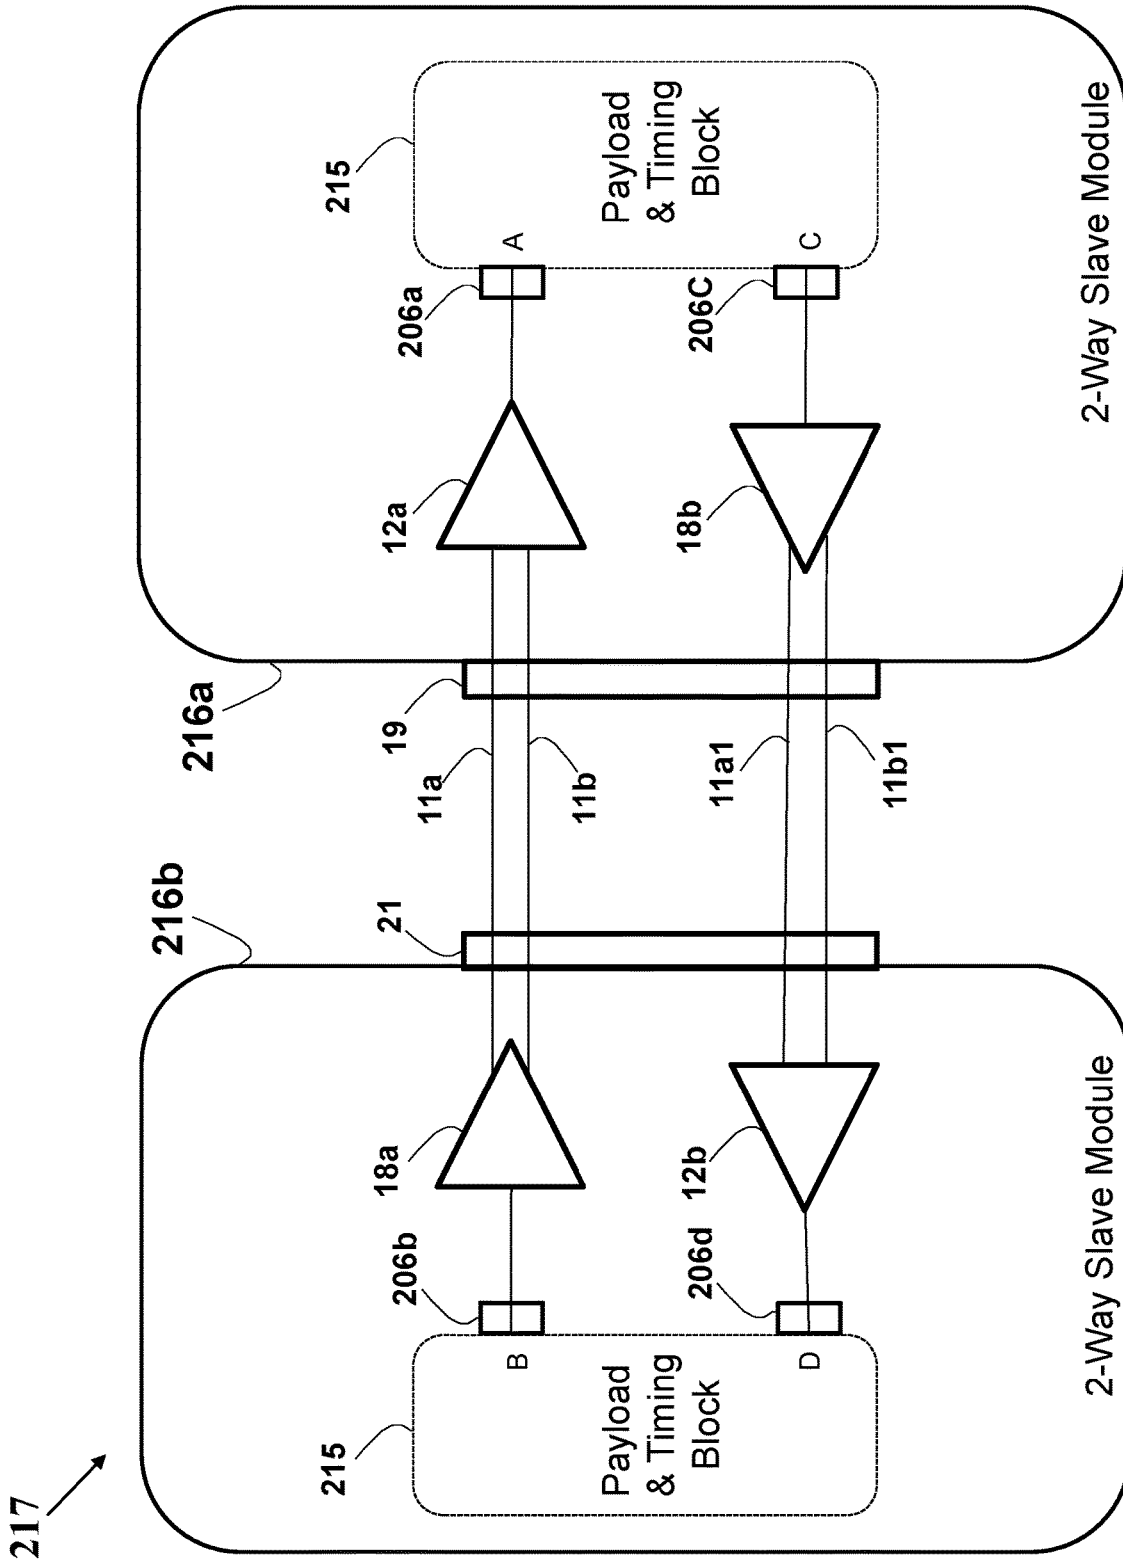 217
216b
216a
215
215
206b
18a
21
19
12a
206a
11a
B
A
11b
Payload
& Timing
Block
Payload
& Timing
Block
206d
12b
11a1
18b
206C
D
C
11b1
2-Way Slave Module
2-Way Slave Module